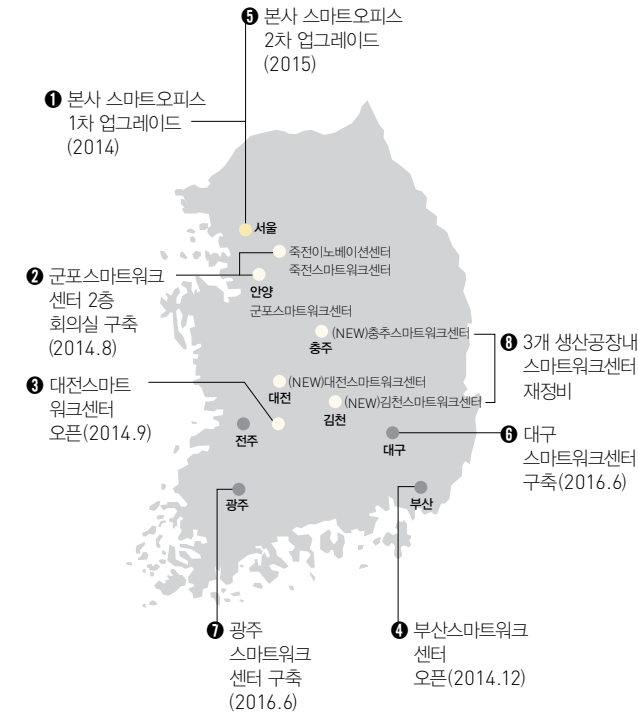 ❺ 본사 스마트오피스
2차 업그레이드
(2015)
❶ 본사 스마트오피스
1차 업그레이드
(2014)
서울
죽전이노베이션센터
죽전스마트워크센터
❷ 군포스마트워크
센터 2층
회의실 구축
(2014.8)
안양
군포스마트워크센터
(NEW)충주스마트워크센터
충주
❽ 3개 생산공장내
스마트워크센터
재정비
❸ 대전스마트
워크센터
오픈(2014.9)
(NEW)대전스마트워크센터
대전
(NEW)김천스마트워크센터
김천
전주
대구
❻ 대구
스마트워크센터
구축(2016.6)
광주
부산
❼ 광주
스마트워크
센터 구축
(2016.6)
❹ 부산스마트워크
센터
오픈(2014.12)